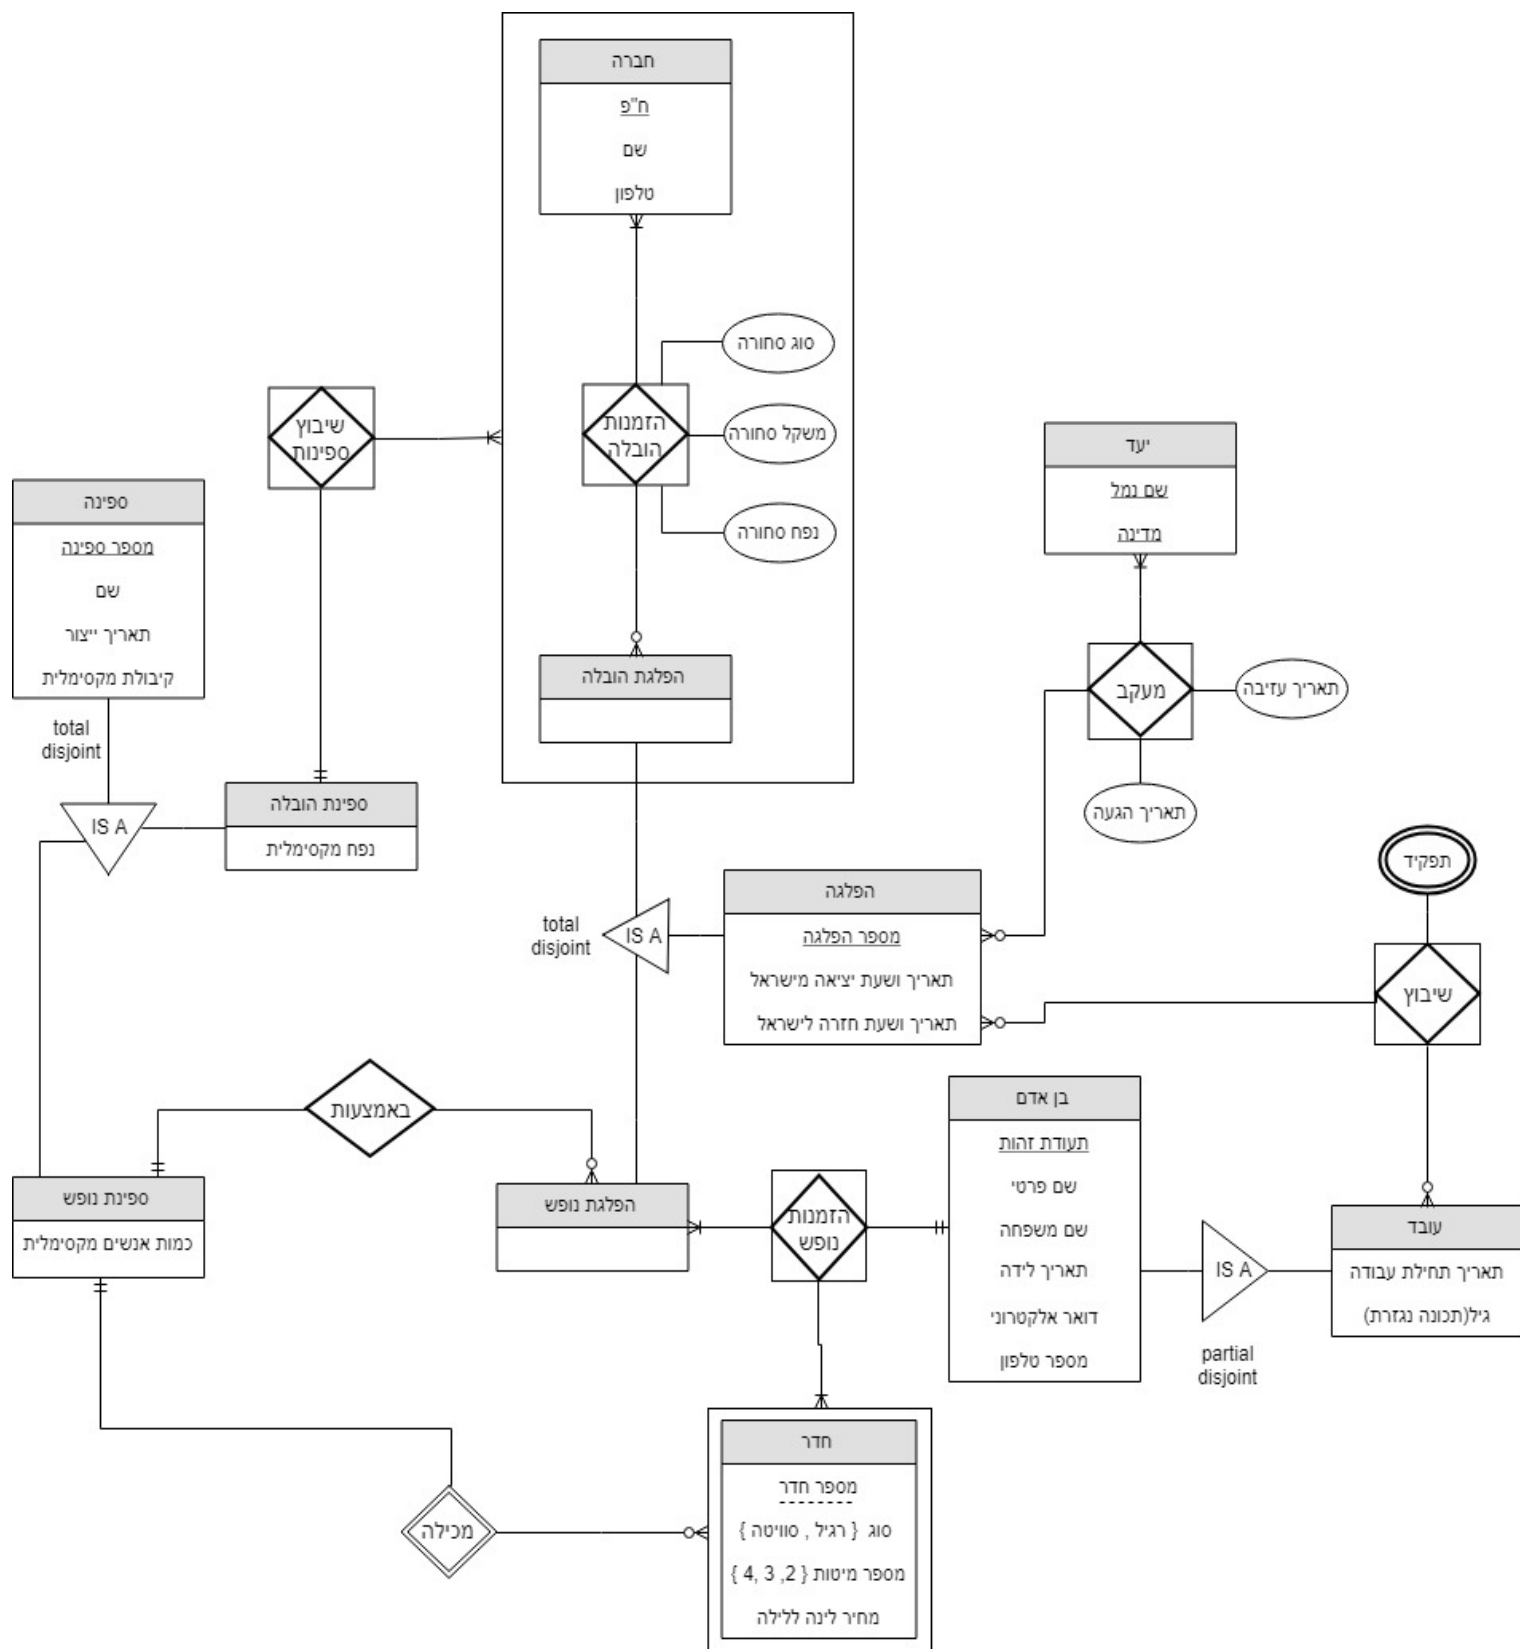 חברה
ח"פ
שם
טלפון
סוג סחורה
הזמנות
הובלה
משקל סחורה
נפח סחורה
שיבוץ
ספינות
יעד
שם נמל
מדינה
ספינה
מספר ספינה
שם
תאריך ייצור
קיבולת מקסימלית
total
disjoint
IS A
ספינת הובלה
נפח מקסימלית
הפלגת הובלה
מעקב
תאריך עזיבה
תאריך הגעה
תפקיד
שיבוץ
הפלגה
מספר הפלגה
תאריך ושעת יציאה מישראל
תאריך ושעת חזרה לישראל
total
disjoint
IS A
באמצעות
ספינת נופש
כמות אנשים מקסימלית
הפלגת נופש
הזמנות
נופש
בן אדם
תעודת זהות
שם פרטי
שם משפחה
תאריך לידה
דואר אלקטרוני
מספר טלפון
IS A
partial
disjoint
עובד
תאריך תחילת עבודה
גיל(תכונה נגזרת)
מכילה
חדר
מספר חדר
סוג { רגיל , סוויטה }
מספר מיטות { 2, 3 ,4 }
מחיר לינה ללילה